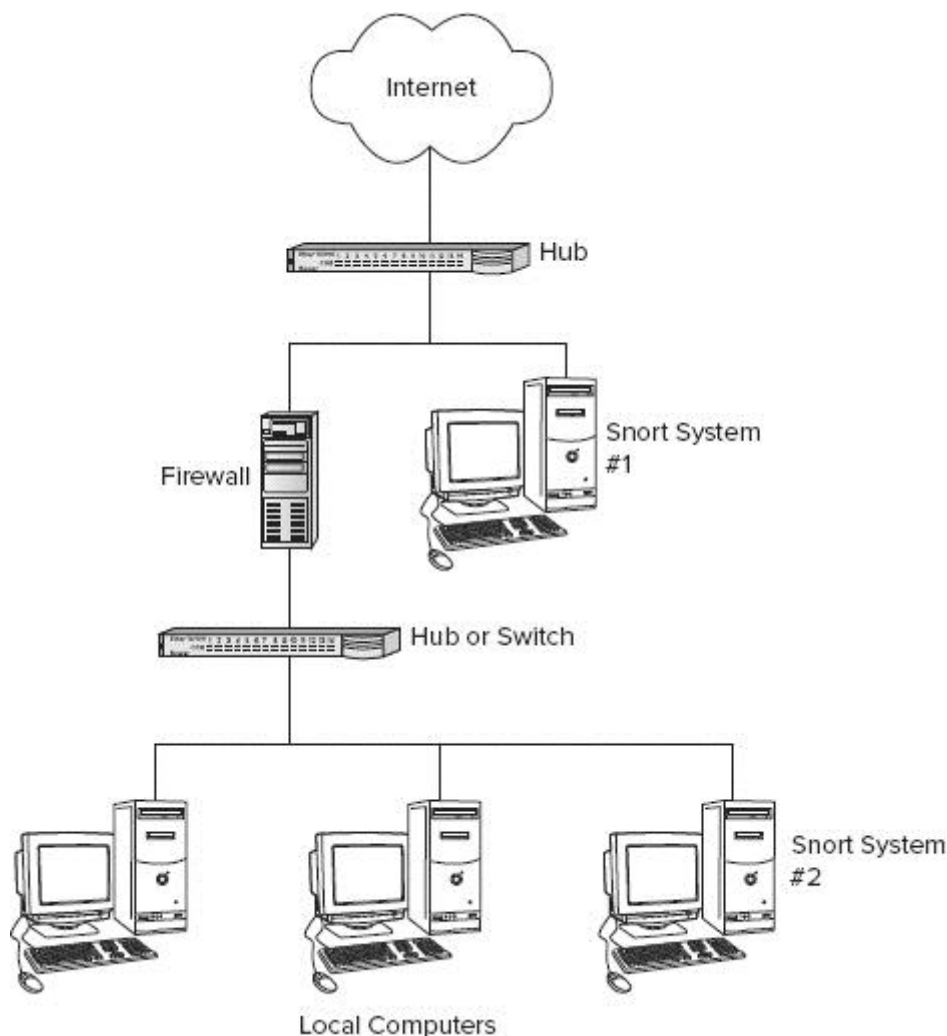 Internet
Hub
Snort System
#1
Firewall
Hub or Switch
Snort System
#2
Local Computers